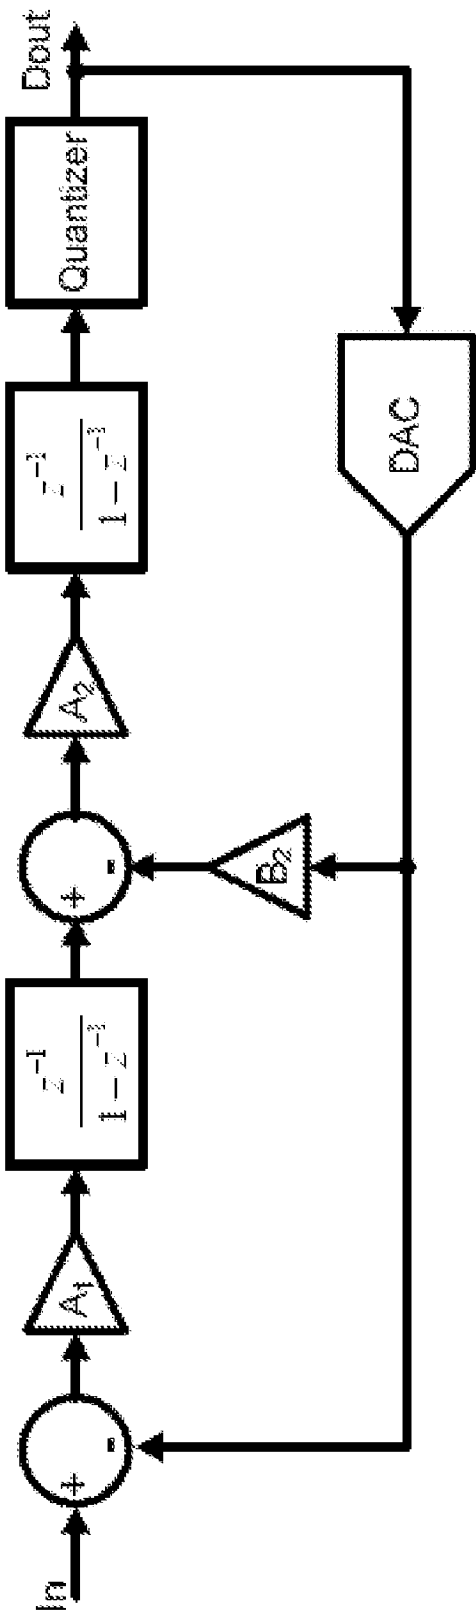 In
+
-
A₁
z⁻¹
1 - z⁻¹
+
-
A₂
z⁻¹
1 - z⁻¹
Quantizer
Dout
B₂
DAC